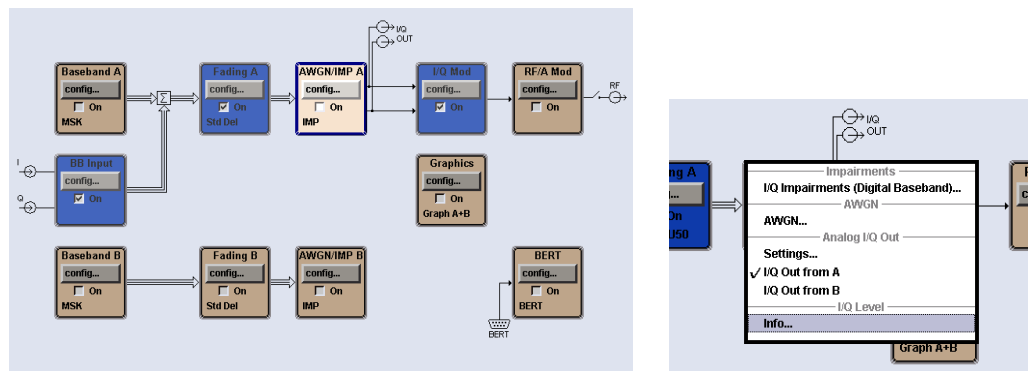 I/Q
OUT
Baseband A
config...
On
MSK
Fading A
config...
On
Std Del
AWGN/IMP A
config...
On
IMP
I/Q Mod
config...
On
RF/A Mod
config...
On
RF
I
Q
BB Input
config...
On
Graphics
config...
On
Graph A+B
Baseband B
config...
On
MSK
Fading B
config...
On
Std Del
AWGN/IMP B
config...
On
IMP
BERT
config...
On
BERT
BERT
I/Q
OUT
ng A
...
On
U50
Impairments
I/Q Impairments (Digital Baseband)...
AWGN
AWGN...
Analog I/Q Out
Settings...
I/Q Out from A
I/Q Out from B
I/Q Level
Info...
Graph A+B